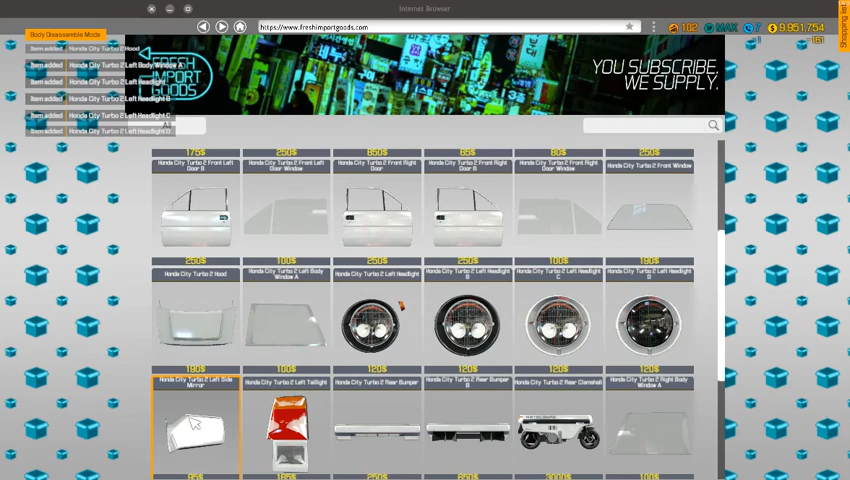 Internet Browser
https://www.freshimportgoods.com
102
MAX
7
9,951,754
Shopping list
Body Disassemble Mode
Item added Honda City Turbo 2 Hood
Item added Honda City Turbo 2 Left Body Window A
Item added Honda City Turbo 2 Left Headlight
Item added Honda City Turbo 2 Left Headlight B
Item added Honda City Turbo 2 Left Headlight C
Item added Honda City Turbo 2 Left Headlight D
FRESH
IMPORT
GOODS
YOU SUBSCRIBE.
WE SUPPLY.
175$ 250$ 850$ 65$ 80$ 250$
Honda City Turbo 2 Front Left Door B
Honda City Turbo 2 Front Left Door Window
Honda City Turbo 2 Front Right Door
Honda City Turbo 2 Front Right Door B
Honda City Turbo 2 Front Right Door Window
Honda City Turbo 2 Front Window
250$ 100$ 250$ 250$ 100$ 190$
Honda City Turbo 2 Hood
Honda City Turbo 2 Left Body Window A
Honda City Turbo 2 Left Headlight
Honda City Turbo 2 Left Headlight B
Honda City Turbo 2 Left Headlight C
Honda City Turbo 2 Left Headlight D
190$ 100$ 120$ 120$ 120$ 120$
Honda City Turbo 2 Left Side Mirror
Honda City Turbo 2 Left Taillight
Honda City Turbo 2 Rear Bumper
Honda City Turbo 2 Rear Bumper B
Honda City Turbo 2 Rear Clamshell
Honda City Turbo 2 Right Body Window A